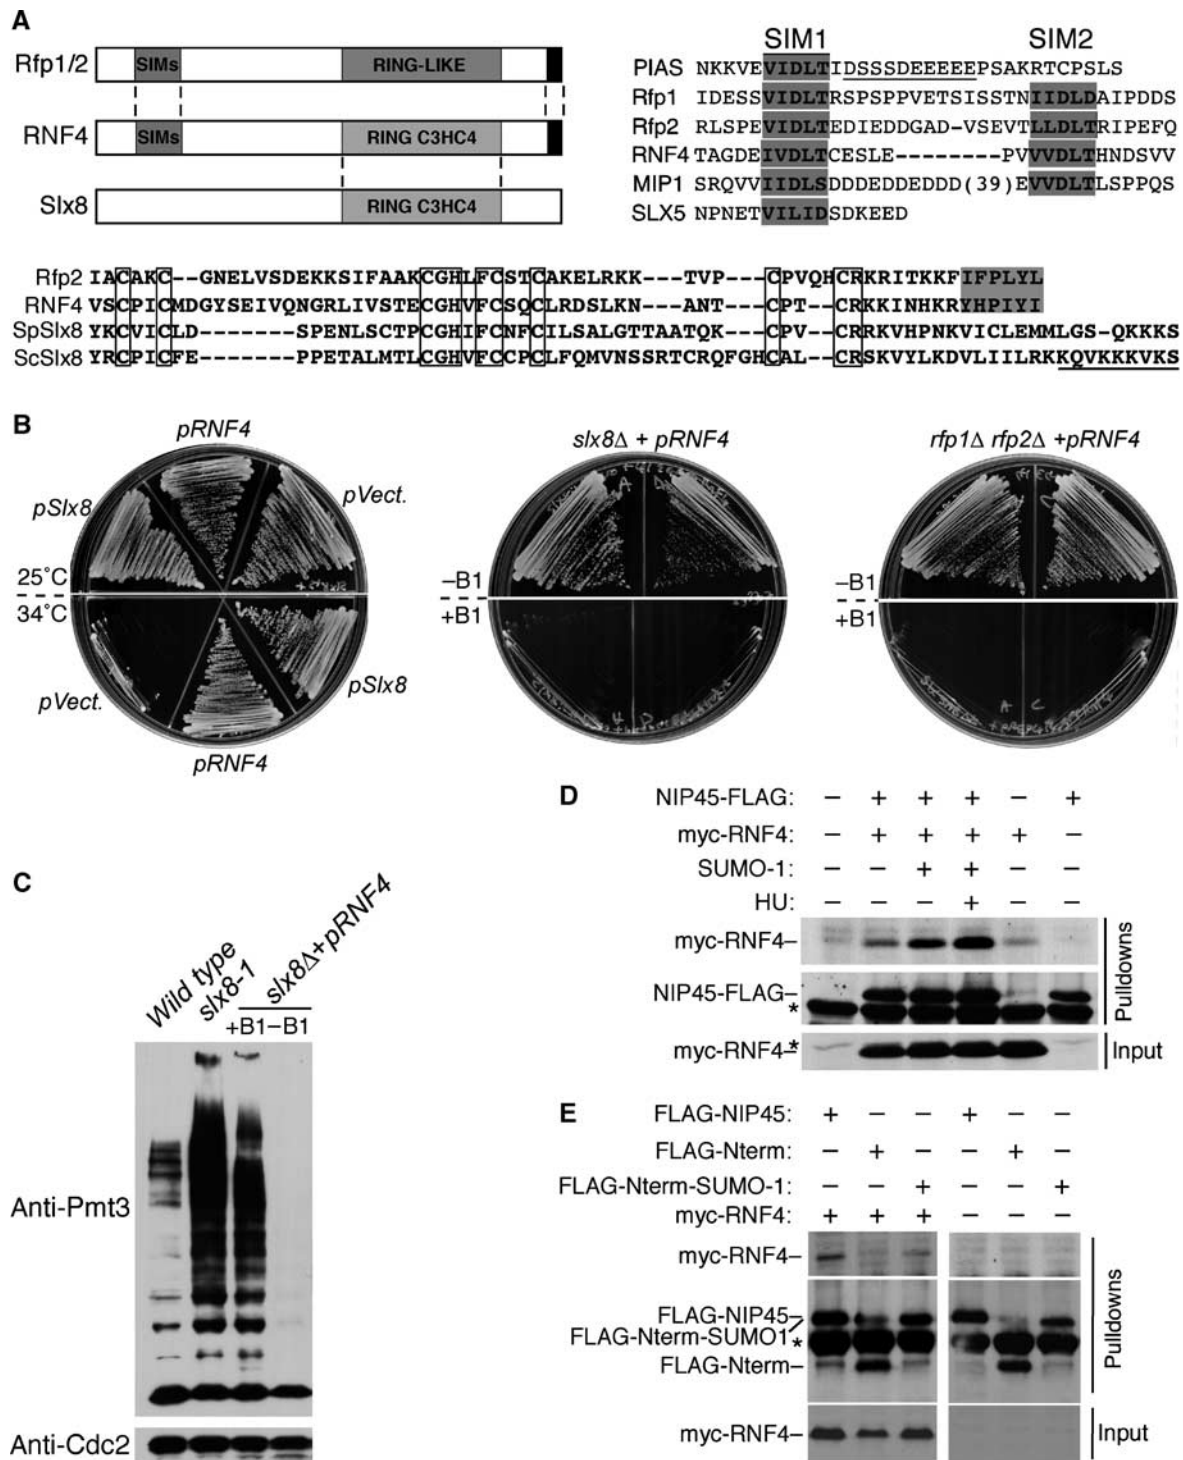 A
Rfp1/2 SIMs RING-LIKE
RNF4 SIMs RING C3HC4
Slx8 RING C3HC4
SIM1 SIM2
PIAS NKKVEVIDLTIDSSSDEEEEEPSAKRTCPSLS
Rfp1 IDESSVIDLTRSPSPPVETSISSTNIIDLDAIPDDS
Rfp2 RLSPEVIDLTEDIEDDGAD-VSEVTLLDLTRIPEFQ
RNF4 TAGDEIVDLTCESLE--------PVVVDLTHNDSVV
MIP1 SRQVVIIDLSDDDEDDEDDD(39)EVVDLTLSPPQS
SLX5 NPNETVILIDSDKEED
Rfp2 IACAKC--GNELVSDEKKSIFAAKCGHLFCSTCAKELRKK---TVP--CPVQHCRKRITKKFIFPLYL
RNF4 VSCPICMDGYSEIVQNGRLIVSTECGHVFCSQCLRDSLKN---ANT--CPT--CRKKINHKRYHPIYI
SpSlx8 YKCVICLD-------SPENLSCTPCGHIFCNFCILSALGTTAATQK--CPV--CRRKVHPNKVICLEMMLGS-QKKKS
ScSlx8 YRCPICFE-------PPETALMTLCGHVFCCPCLFQMVNSSRTCRQFGHCAL--CRSKVYLKDVLIILRKKQVKKKVKS
B
pRNF4
pSlx8
pVect.
25˚C
34˚C
pVect.
pSlx8
pRNF4
slx8Δ + pRNF4
–B1
+B1
rfp1Δ rfp2Δ +pRNF4
–B1
+B1
C
Wild type
slx8-1
slx8Δ+pRNF4
+B1 –B1
Anti-Pmt3
Anti-Cdc2
D
NIP45-FLAG: – + + + – +
myc-RNF4: – + + + + –
SUMO-1: – – + + – –
HU: – – – + – –
myc-RNF4–
NIP45-FLAG–
*
Pulldowns
*
myc-RNF4–
Input
E
FLAG-NIP45: + – – + – –
FLAG-Nterm: – + – – + –
FLAG-Nterm-SUMO-1: – – + – – +
myc-RNF4: + + + – – –
myc-RNF4–
FLAG-NIP45–
FLAG-Nterm-SUMO1
*
FLAG-Nterm–
Pulldowns
myc-RNF4–
Input